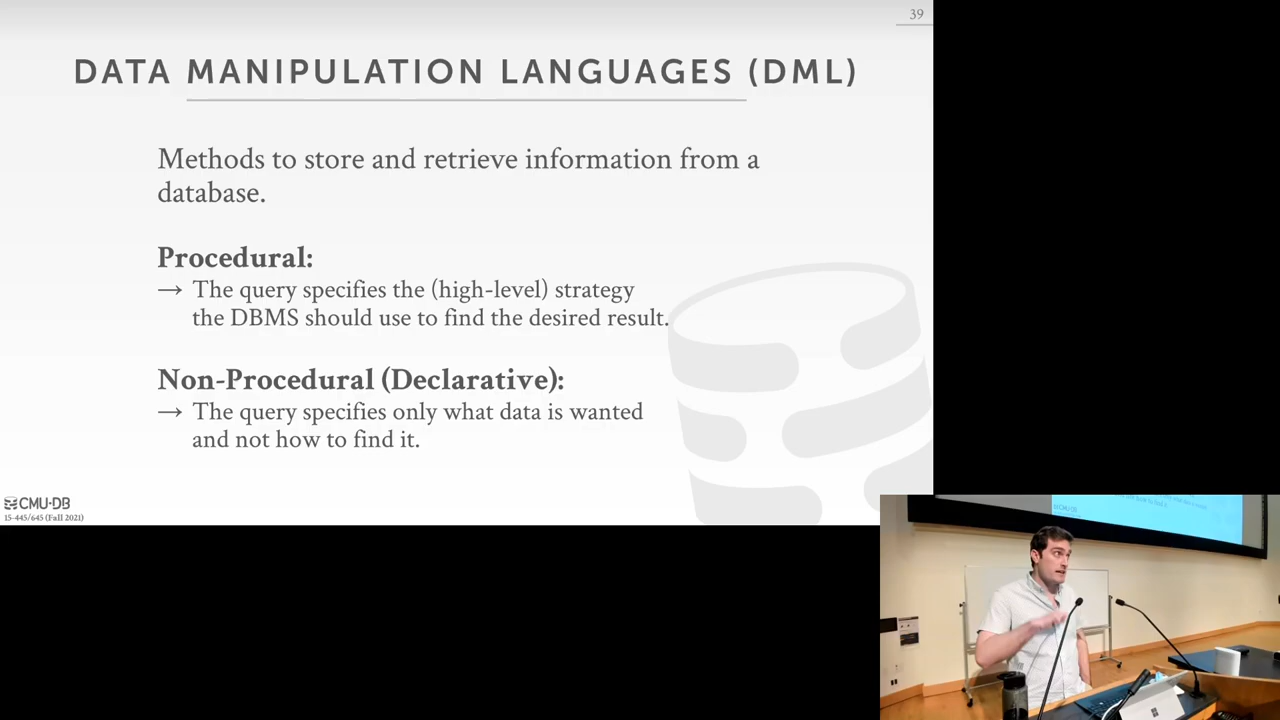 39
DATA MANIPULATION LANGUAGES (DML)
Methods to store and retrieve information from a
database.
Procedural:
→ The query specifies the (high-level) strategy
the DBMS should use to find the desired result.
Non-Procedural (Declarative):
→ The query specifies only what data is wanted
and not how to find it.
CMU·DB
15-445/645 (Fall 2021)